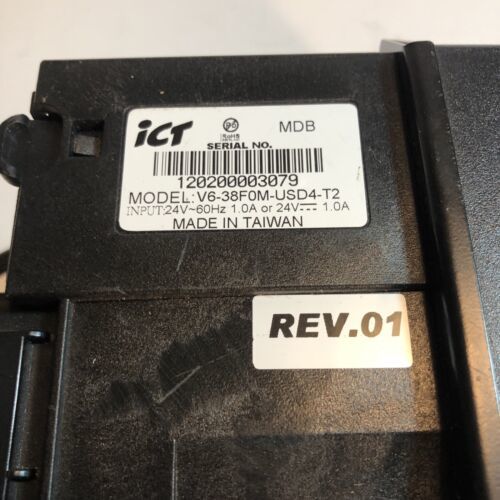 ICT
RoHS
MDB
SERIAL NO.
120200003079
MODEL:V6-38F0M-USD4-T2
INPUT:24V~60Hz 1.0A or 24V⎓ 1.0A
MADE IN TAIWAN
REV.01